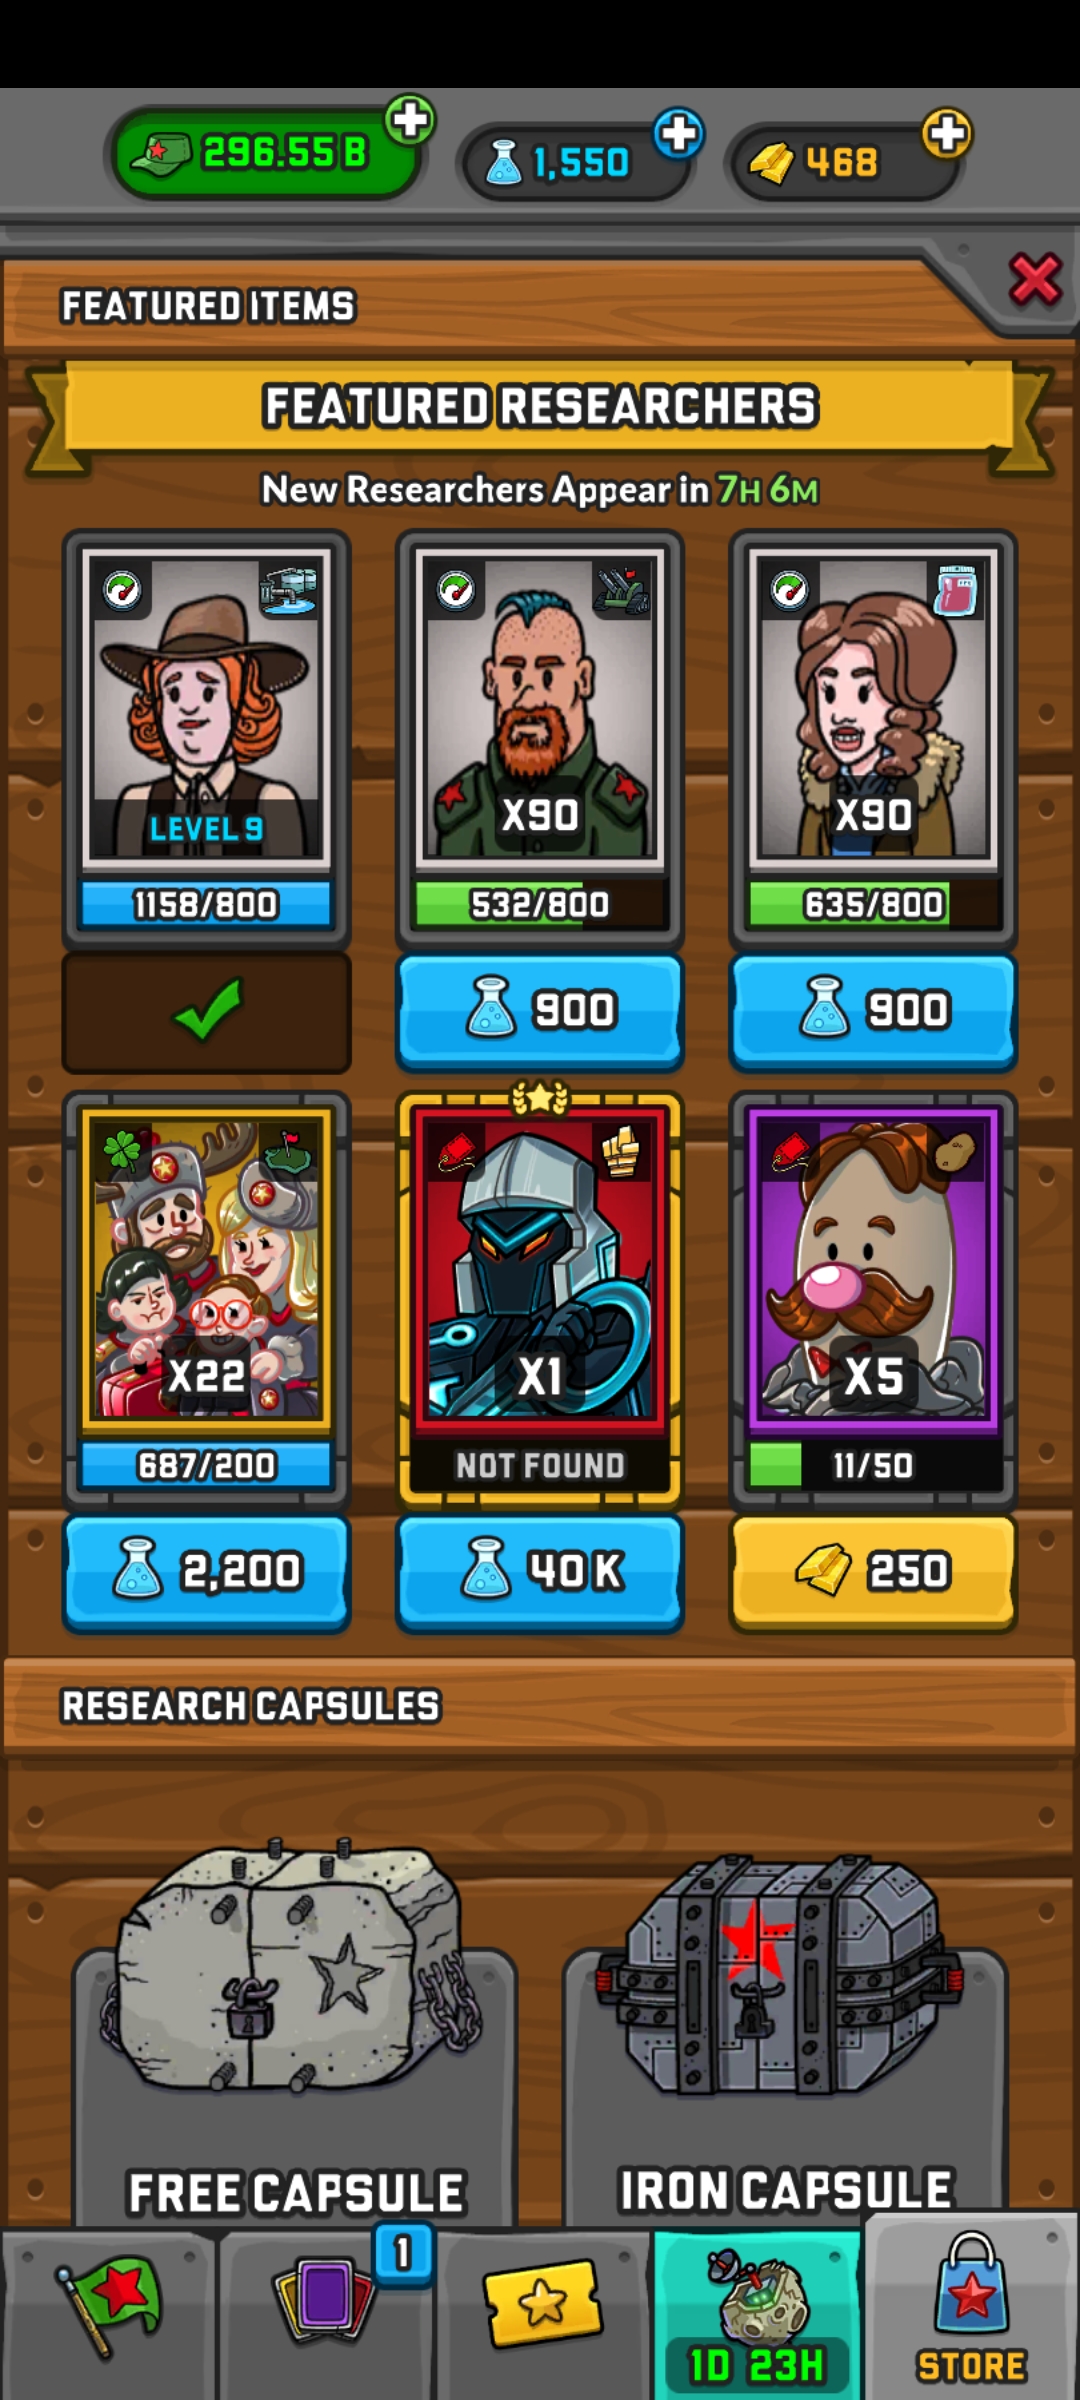 296.55 B
1,550
468
FEATURED ITEMS
FEATURED RESEARCHERS
New Researchers Appear in 7H 6M
LEVEL 9
X90
X90
1158/800
532/800
635/800
900
900
X22
X1
X5
687/200
NOT FOUND
11/50
2,200
40 K
250
RESEARCH CAPSULES
FREE CAPSULE
IRON CAPSULE
1
1D 23H
STORE